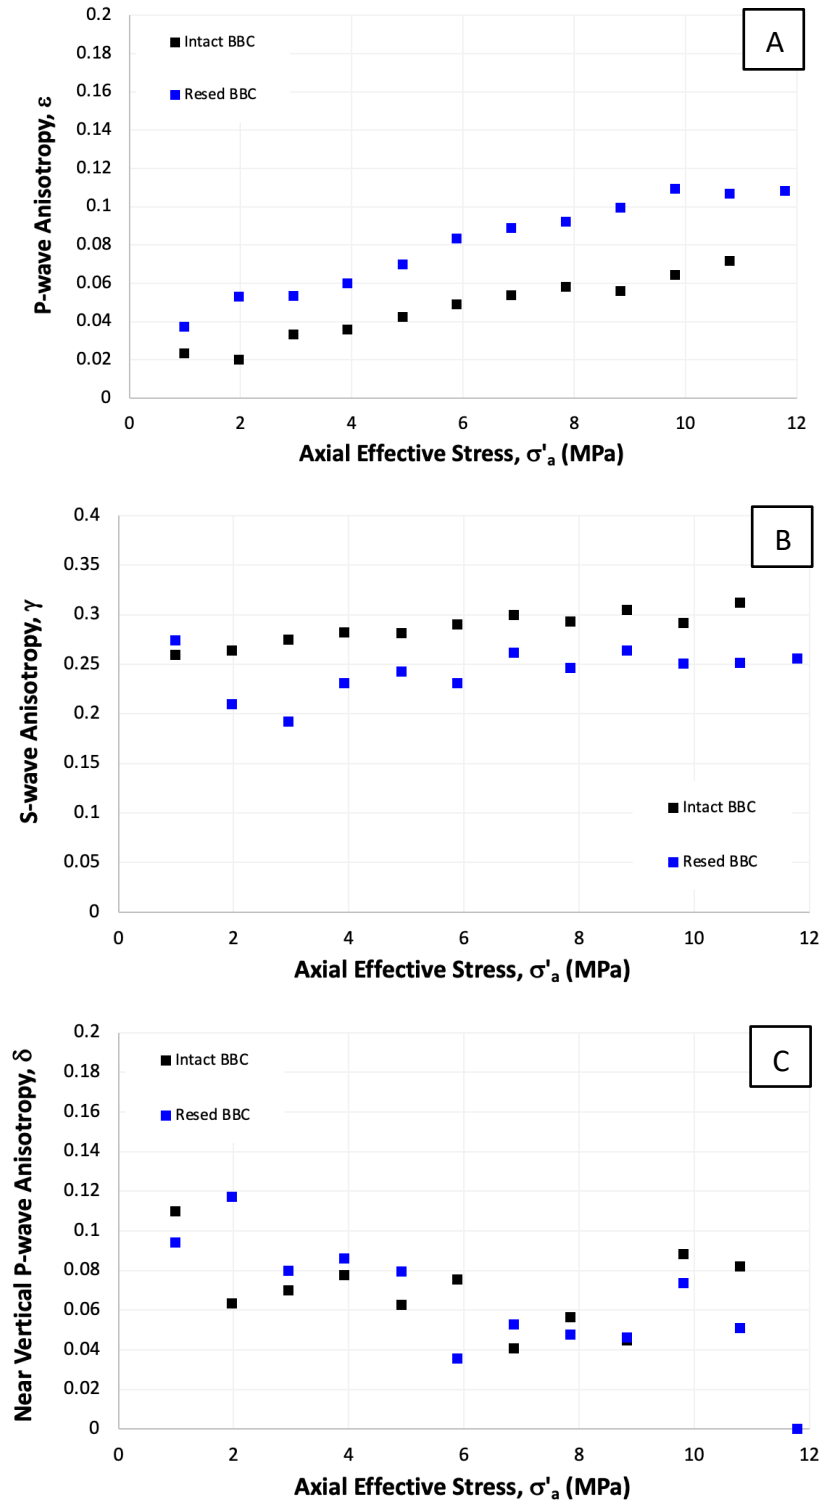 A
Intact BBC
Resed BBC
P-wave Anisotropy, ε
0.2
0.18
0.16
0.14
0.12
0.1
0.08
0.06
0.04
0.02
0
0 2 4 6 8 10 12
Axial Effective Stress, σ'a (MPa)
B
S-wave Anisotropy, γ
0.4
0.35
0.3
0.25
0.2
0.15
0.1
0.05
0
Intact BBC
Resed BBC
0 2 4 6 8 10 12
Axial Effective Stress, σ'a (MPa)
C
Intact BBC
Resed BBC
Near Vertical P-wave Anisotropy, δ
0.2
0.18
0.16
0.14
0.12
0.1
0.08
0.06
0.04
0.02
0
0 2 4 6 8 10 12
Axial Effective Stress, σ'a (MPa)